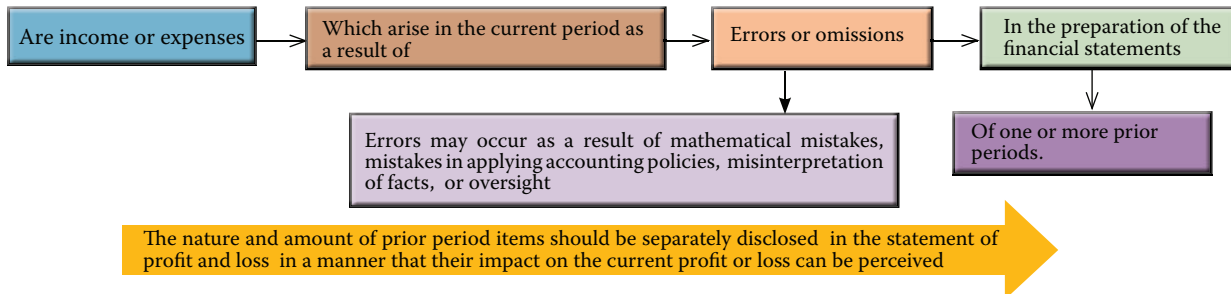 Are income or expenses
Which arise in the current period as
a result of
Errors or omissions
In the preparation of the
financial statements
Errors may occur as a result of mathematical mistakes,
mistakes in applying accounting policies, misinterpretation
of facts, or oversight
Of one or more prior
periods.
The nature and amount of prior period items should be separately disclosed in the statement of
profit and loss in a manner that their impact on the current profit or loss can be perceived